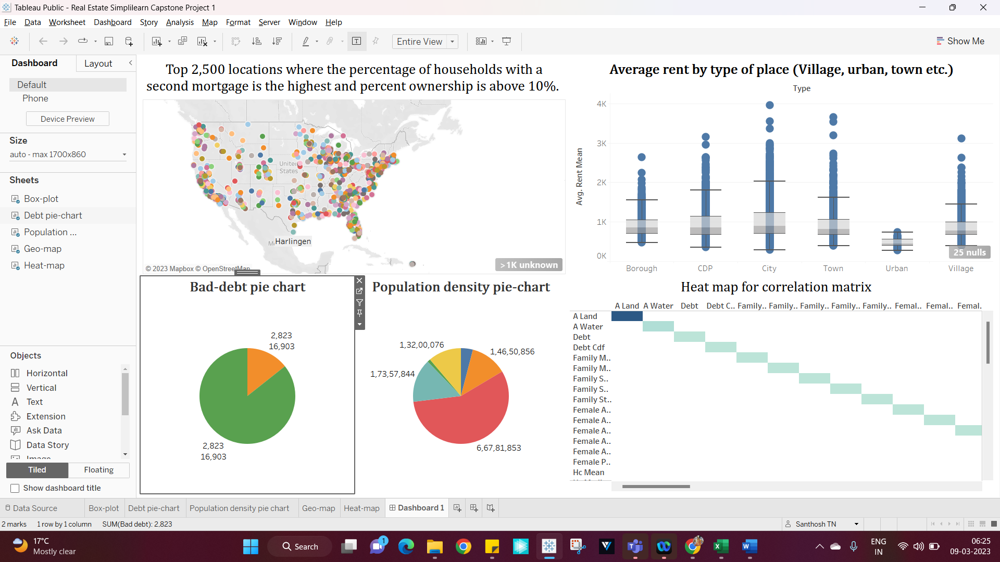 Tableau Public - Real Estate Simplilearn Capstone Project 1
File Data Worksheet Dashboard Story Analysis Map Format Server Window Help
Entire View
Show Me
Dashboard Layout
Default
Phone
Device Preview
Size
auto - max 1700x860
Sheets
Box-plot
Debt pie-chart
Population ...
Geo-map
Heat-map
Objects
Horizontal
Vertical
Text
Extension
Ask Data
Data Story
Image
Tiled Floating
Show dashboard title
Top 2,500 locations where the percentage of households with a
second mortgage is the highest and percent ownership is above 10%.
United
States
Harlingen
© 2023 Mapbox © OpenStreetMap
>1K unknown
Average rent by type of place (Village, urban, town etc.)
Type
Avg. Rent Mean
4K
3K
2K
1K
0K
25 nulls
Borough CDP City Town Urban Village
Bad-debt pie chart
2,823
16,903
2,823
16,903
Population density pie-chart
1,32,00,076
1,46,50,856
1,73,57,844
6,67,81,853
Heat map for correlation matrix
A Land A Water Debt Debt C.. Family.. Family.. Family.. Family.. Family.. Femal.. Femal.. Femal.
A Land
A Water
Debt
Debt Cdf
Family M..
Family M..
Family S..
Family S..
Family St..
Female A..
Female A..
Female A..
Female A..
Female A..
Female P..
Hc Mean
Data Source Box-plot Debt pie-chart Population density pie chart Geo-map Heat-map Dashboard 1
2 marks 1 row by 1 column SUM(Bad debt): 2,823
Santhosh TN
17°C
Mostly clear
Search
1
ENG
IN
06:25
09-03-2023